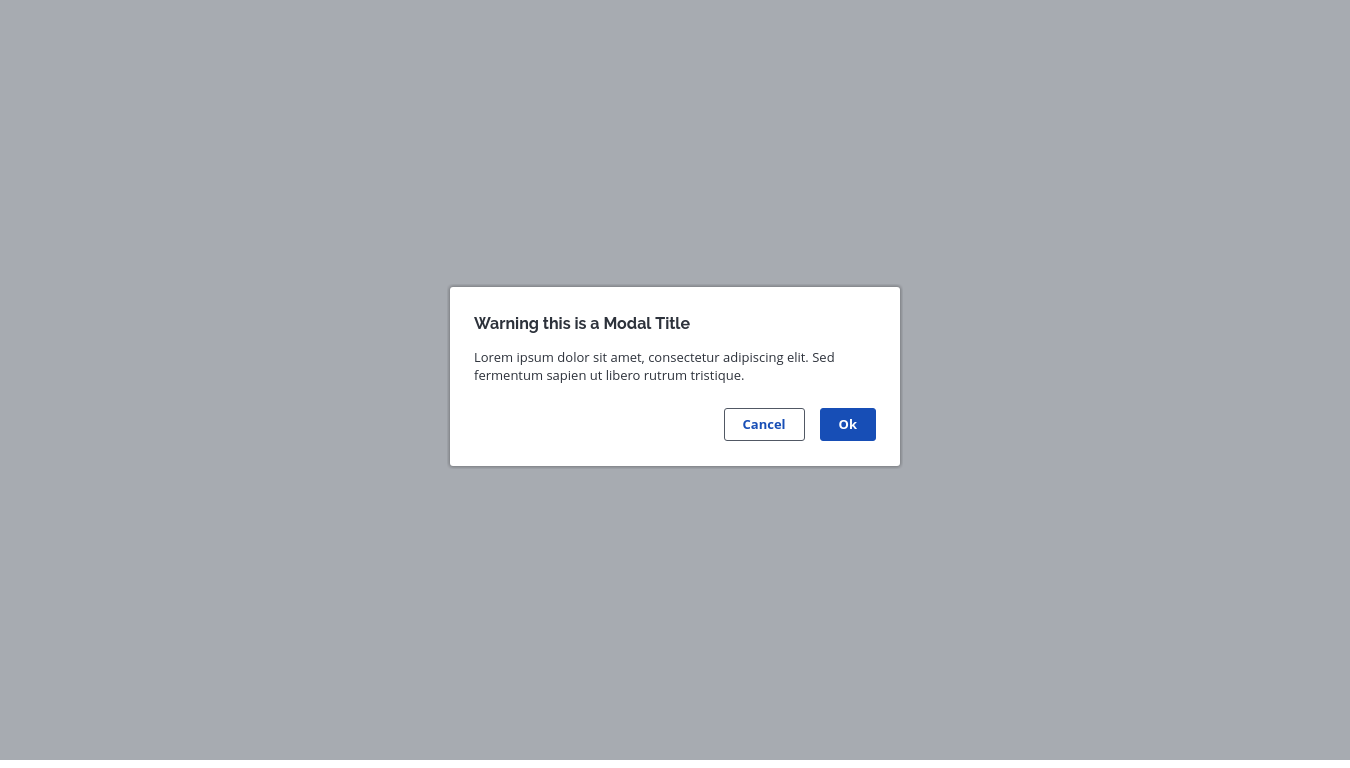 Warning this is a Modal Title
Lorem ipsum dolor sit amet, consectetur adipiscing elit. Sed
fermentum sapien ut libero rutrum tristique.
Cancel
Ok